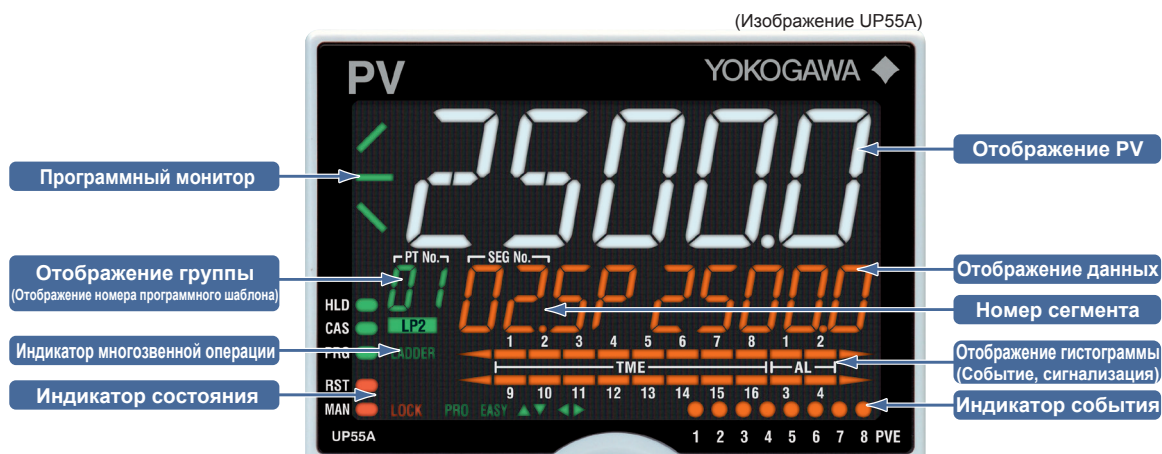 (Изображение UP55A)
PV
YOKOGAWA
2500.0
Отображение PV
Программный монитор
PT No.
SEG No.
01
02.SP 2500.0
Отображение группы
(Отображение номера программного шаблона)
Отображение данных
Номер сегмента
HLD
CAS
LP2
PRG
LADDER
1 2 3 4 5 6 7 8 1 2
TME
AL
9 10 11 12 13 14 15 16 3 4
Индикатор многозвенной операции
Отображение гистограммы
(Событие, сигнализация)
RST
MAN
Индикатор состояния
LOCK PRO EASY
Индикатор события
UP55A
1 2 3 4 5 6 7 8 PVE